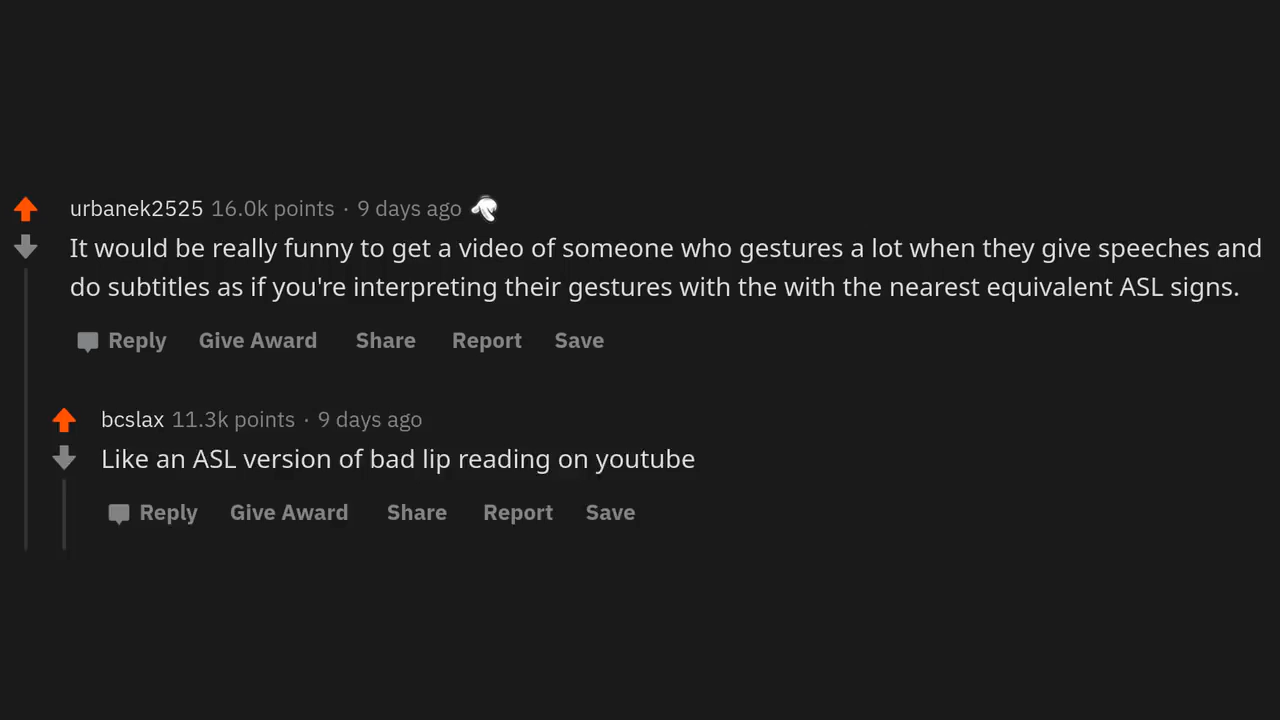 urbanek2525 16.0k points · 9 days ago
It would be really funny to get a video of someone who gestures a lot when they give speeches and
do subtitles as if you're interpreting their gestures with the with the nearest equivalent ASL signs.
Reply Give Award Share Report Save
bcslax 11.3k points · 9 days ago
Like an ASL version of bad lip reading on youtube
Reply Give Award Share Report Save